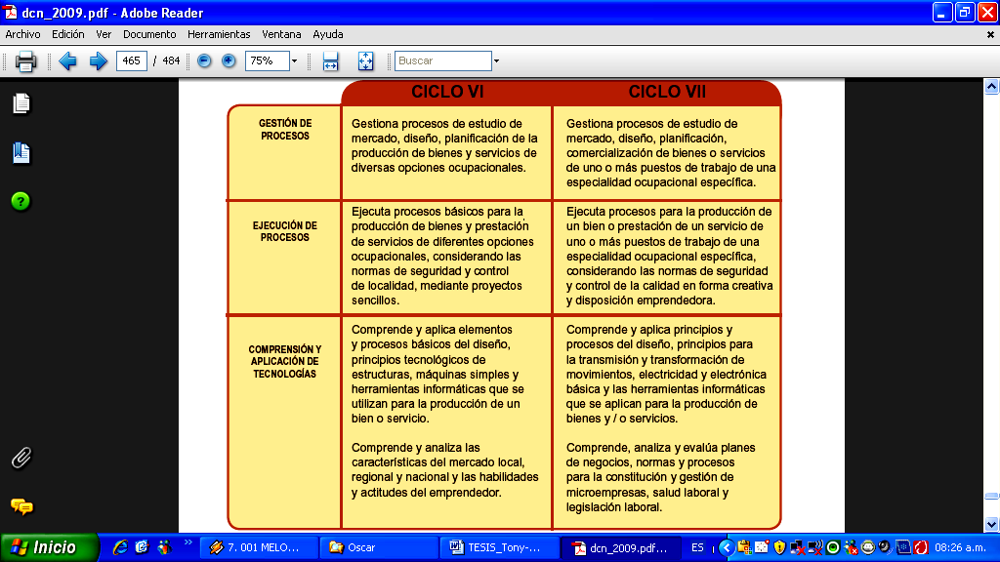 dcn_2009.pdf - Adobe Reader
Archivo Edición Ver Documento Herramientas Ventana Ayuda
465 / 484 75% Buscar
CICLO VI CICLO VII
GESTIÓN DE
PROCESOS
Gestiona procesos de estudio de
mercado, diseño, planificación de la
producción de bienes y servicios de
diversas opciones ocupacionales.
Gestiona procesos de estudio de
mercado, diseño, planificación,
comercialización de bienes o servicios
de uno o más puestos de trabajo de una
especialidad ocupacional específica.
EJECUCIÓN DE
PROCESOS
Ejecuta procesos básicos para la
producción de bienes y prestación
de servicios de diferentes opciones
ocupacionales, considerando las
normas de seguridad y control
de localidad, mediante proyectos
sencillos.
Ejecuta procesos para la producción de
un bien o prestación de un servicio de
uno o más puestos de trabajo de una
especialidad ocupacional específica,
considerando las normas de seguridad
y control de la calidad en forma creativa
y disposición emprendedora.
COMPRENSIÓN Y
APLICACIÓN DE
TECNOLOGÍAS
Comprende y aplica elementos
y procesos básicos del diseño,
principios tecnológicos de
estructuras, máquinas simples y
herramientas informáticas que se
utilizan para la producción de un
bien o servicio.
Comprende y analiza las
características del mercado local,
regional y nacional y las habilidades
y actitudes del emprendedor.
Comprende y aplica principios y
procesos del diseño, principios para
la transmisión y transformación de
movimientos, electricidad y electrónica
básica y las herramientas informáticas
que se aplican para la producción de
bienes y / o servicios.
Comprende, analiza y evalúa planes
de negocios, normas y procesos
para la constitución y gestión de
microempresas, salud laboral y
legislación laboral.
Inicio 7. 001 MELO... Oscar TESIS_Tony-... dcn_2009.pdf... ES 08:26 a.m.